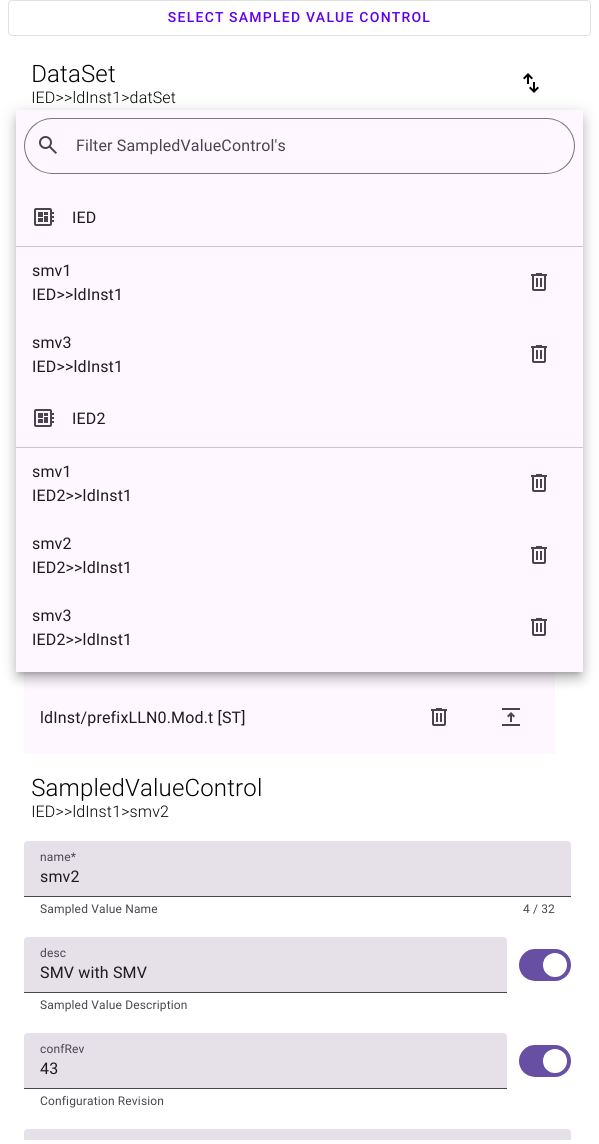 SELECT SAMPLED VALUE CONTROL
DataSet
IED>>ldInst1>datSet
Filter SampledValueControl's
IED
smv1
IED>>ldInst1
smv3
IED>>ldInst1
IED2
smv1
IED2>>ldInst1
smv2
IED2>>ldInst1
smv3
IED2>>ldInst1
ldInst/prefixLLN0.Mod.t [ST]
SampledValueControl
IED>>ldInst1>smv2
name*
smv2
Sampled Value Name 4 / 32
desc
SMV with SMV
Sampled Value Description
confRev
43
Configuration Revision